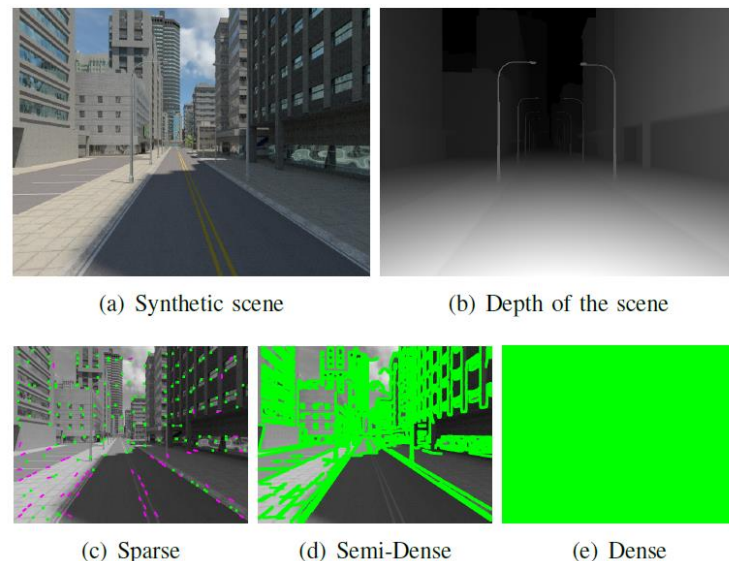 (a) Synthetic scene
(b) Depth of the scene
(c) Sparse
(d) Semi-Dense
(e) Dense